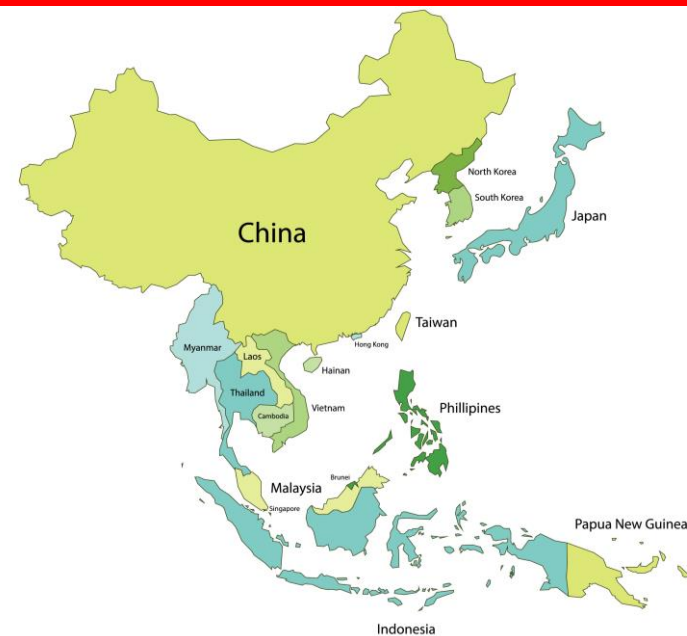 North Korea
South Korea
Japan
China
Taiwan
Hong Kong
Myanmar
Laos
Hainan
Thailand
Vietnam
Cambodia
Phillipines
Brunei
Malaysia
Singapore
Papua New Guinea
Indonesia